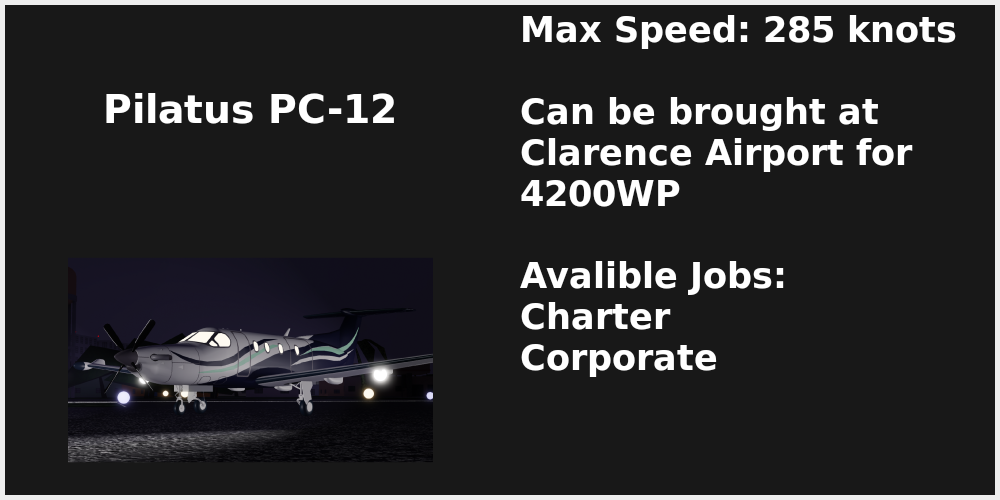 Pilatus PC-12
Max Speed: 285 knots
Can be brought at
Clarence Airport for
4200WP
Avalible Jobs:
Charter
Corporate